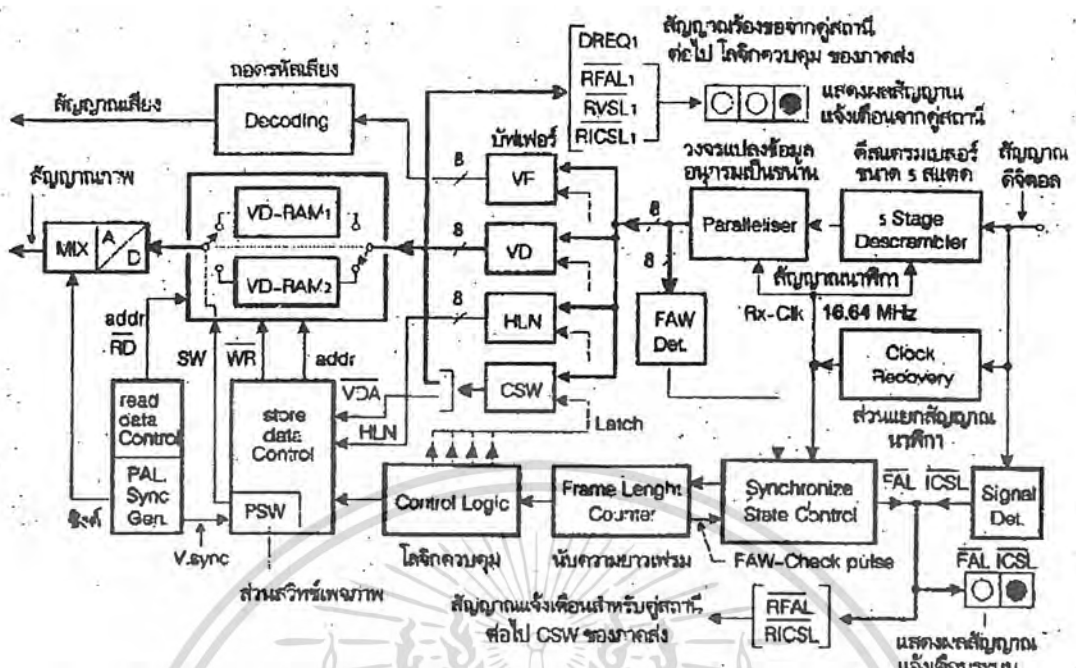 DREQ1
RFAL1
RVSL1
RICSL1
สัญญาณร้องขอจากคู่สถานี
ต่อไป โลจิกควบคุม ของภาคส่ง
แสดงผลสัญญาณ
แจ้งเตือนจากคู่สถานี
ถอดรหัสเสียง
สัญญาณเสียง
Decoding
บัฟเฟอร์
8
VF
วงจรแปลงข้อมูล
อนุกรมเป็นขนาน
ดีสแครมเบลอร์
ขนาด 5 สเตด
สัญญาณ
ดิจิตอล
สัญญาณภาพ
MIX
A
D
VD-RAM1
VD-RAM2
8
VD
8
8
Paralleliser
5 Stage
Descrambler
สัญญาณนาฬิกา
Rx-Clk
16.64 MHz
8
HLN
FAW
Det.
Clock
Recovery
ส่วนแยกสัญญาณ
นาฬิกา
addr
RD
SW
WR
addr
VDA
HLN
CSW
Latch
read
data
Control
PAL
Sync
Gen.
store
data
Control
PSW
Control Logic
Frame Lenght
Counter
Synchronize
State Control
FAL
ICSL
Signal
Det.
ซิงค์
V.sync
ส่วนสวิทช์เพจภาพ
โลจิกควบคุม
นับความยาวเฟรม
FAW-Check pulse
FAL
ICSL
สัญญาณแจ้งเตือนสำหรับคู่สถานี
ต่อไป CSW ของภาคส่ง
RFAL
RICSL
แสดงผลสัญญาณ
แจ้งเตือนระบบ